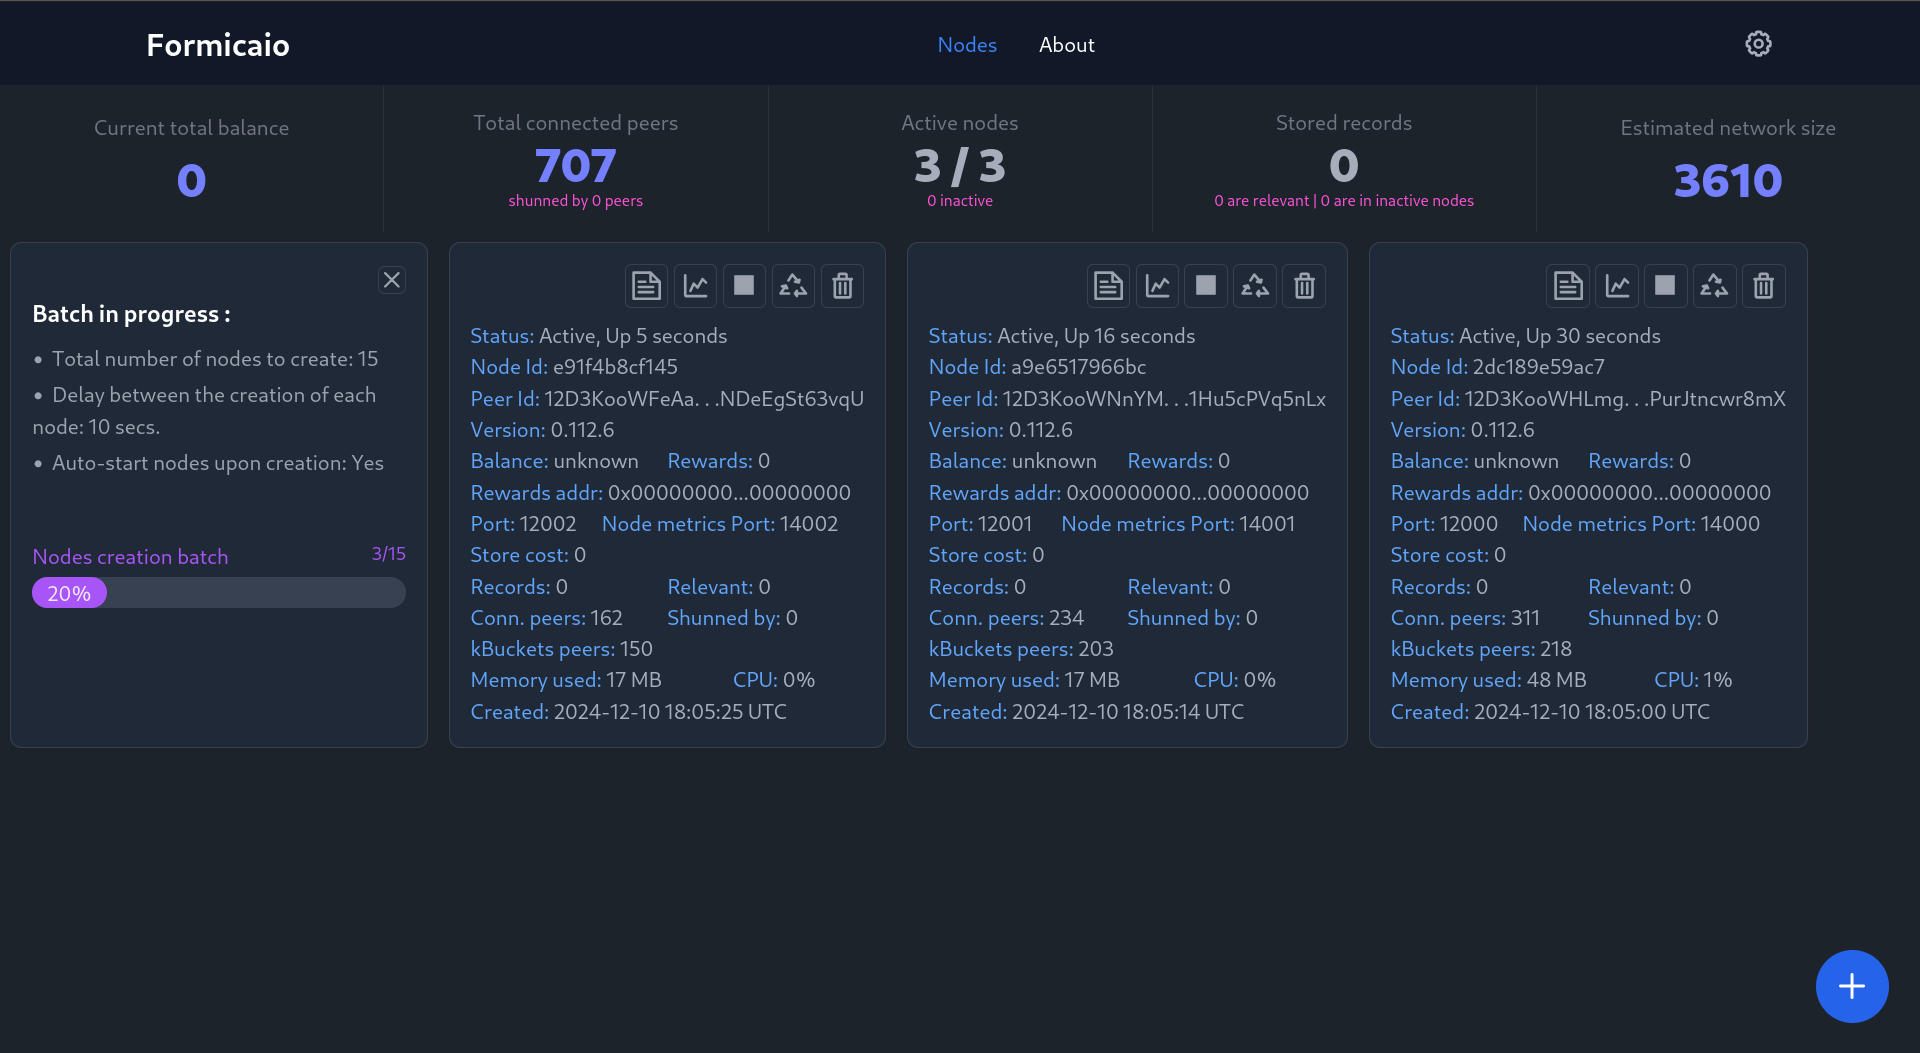 Formicaio
Nodes
About
Current total balance
0
Total connected peers
707
shunned by 0 peers
Active nodes
3 / 3
0 inactive
Stored records
0
0 are relevant | 0 are in inactive nodes
Estimated network size
3610
Batch in progress :
• Total number of nodes to create: 15
• Delay between the creation of each
node: 10 secs.
• Auto-start nodes upon creation: Yes
Nodes creation batch 3/15
20%
Status: Active, Up 5 seconds
Node Id: e91f4b8cf145
Peer Id: 12D3KooWFeAa. . .NDeEgSt63vqU
Version: 0.112.6
Balance: unknown Rewards: 0
Rewards addr: 0x00000000...00000000
Port: 12002 Node metrics Port: 14002
Store cost: 0
Records: 0 Relevant: 0
Conn. peers: 162 Shunned by: 0
kBuckets peers: 150
Memory used: 17 MB CPU: 0%
Created: 2024-12-10 18:05:25 UTC
Status: Active, Up 16 seconds
Node Id: a9e6517966bc
Peer Id: 12D3KooWNnYM. . .1Hu5cPVq5nLx
Version: 0.112.6
Balance: unknown Rewards: 0
Rewards addr: 0x00000000...00000000
Port: 12001 Node metrics Port: 14001
Store cost: 0
Records: 0 Relevant: 0
Conn. peers: 234 Shunned by: 0
kBuckets peers: 203
Memory used: 17 MB CPU: 0%
Created: 2024-12-10 18:05:14 UTC
Status: Active, Up 30 seconds
Node Id: 2dc189e59ac7
Peer Id: 12D3KooWHLmg. . .PurJtncwr8mX
Version: 0.112.6
Balance: unknown Rewards: 0
Rewards addr: 0x00000000...00000000
Port: 12000 Node metrics Port: 14000
Store cost: 0
Records: 0 Relevant: 0
Conn. peers: 311 Shunned by: 0
kBuckets peers: 218
Memory used: 48 MB CPU: 1%
Created: 2024-12-10 18:05:00 UTC